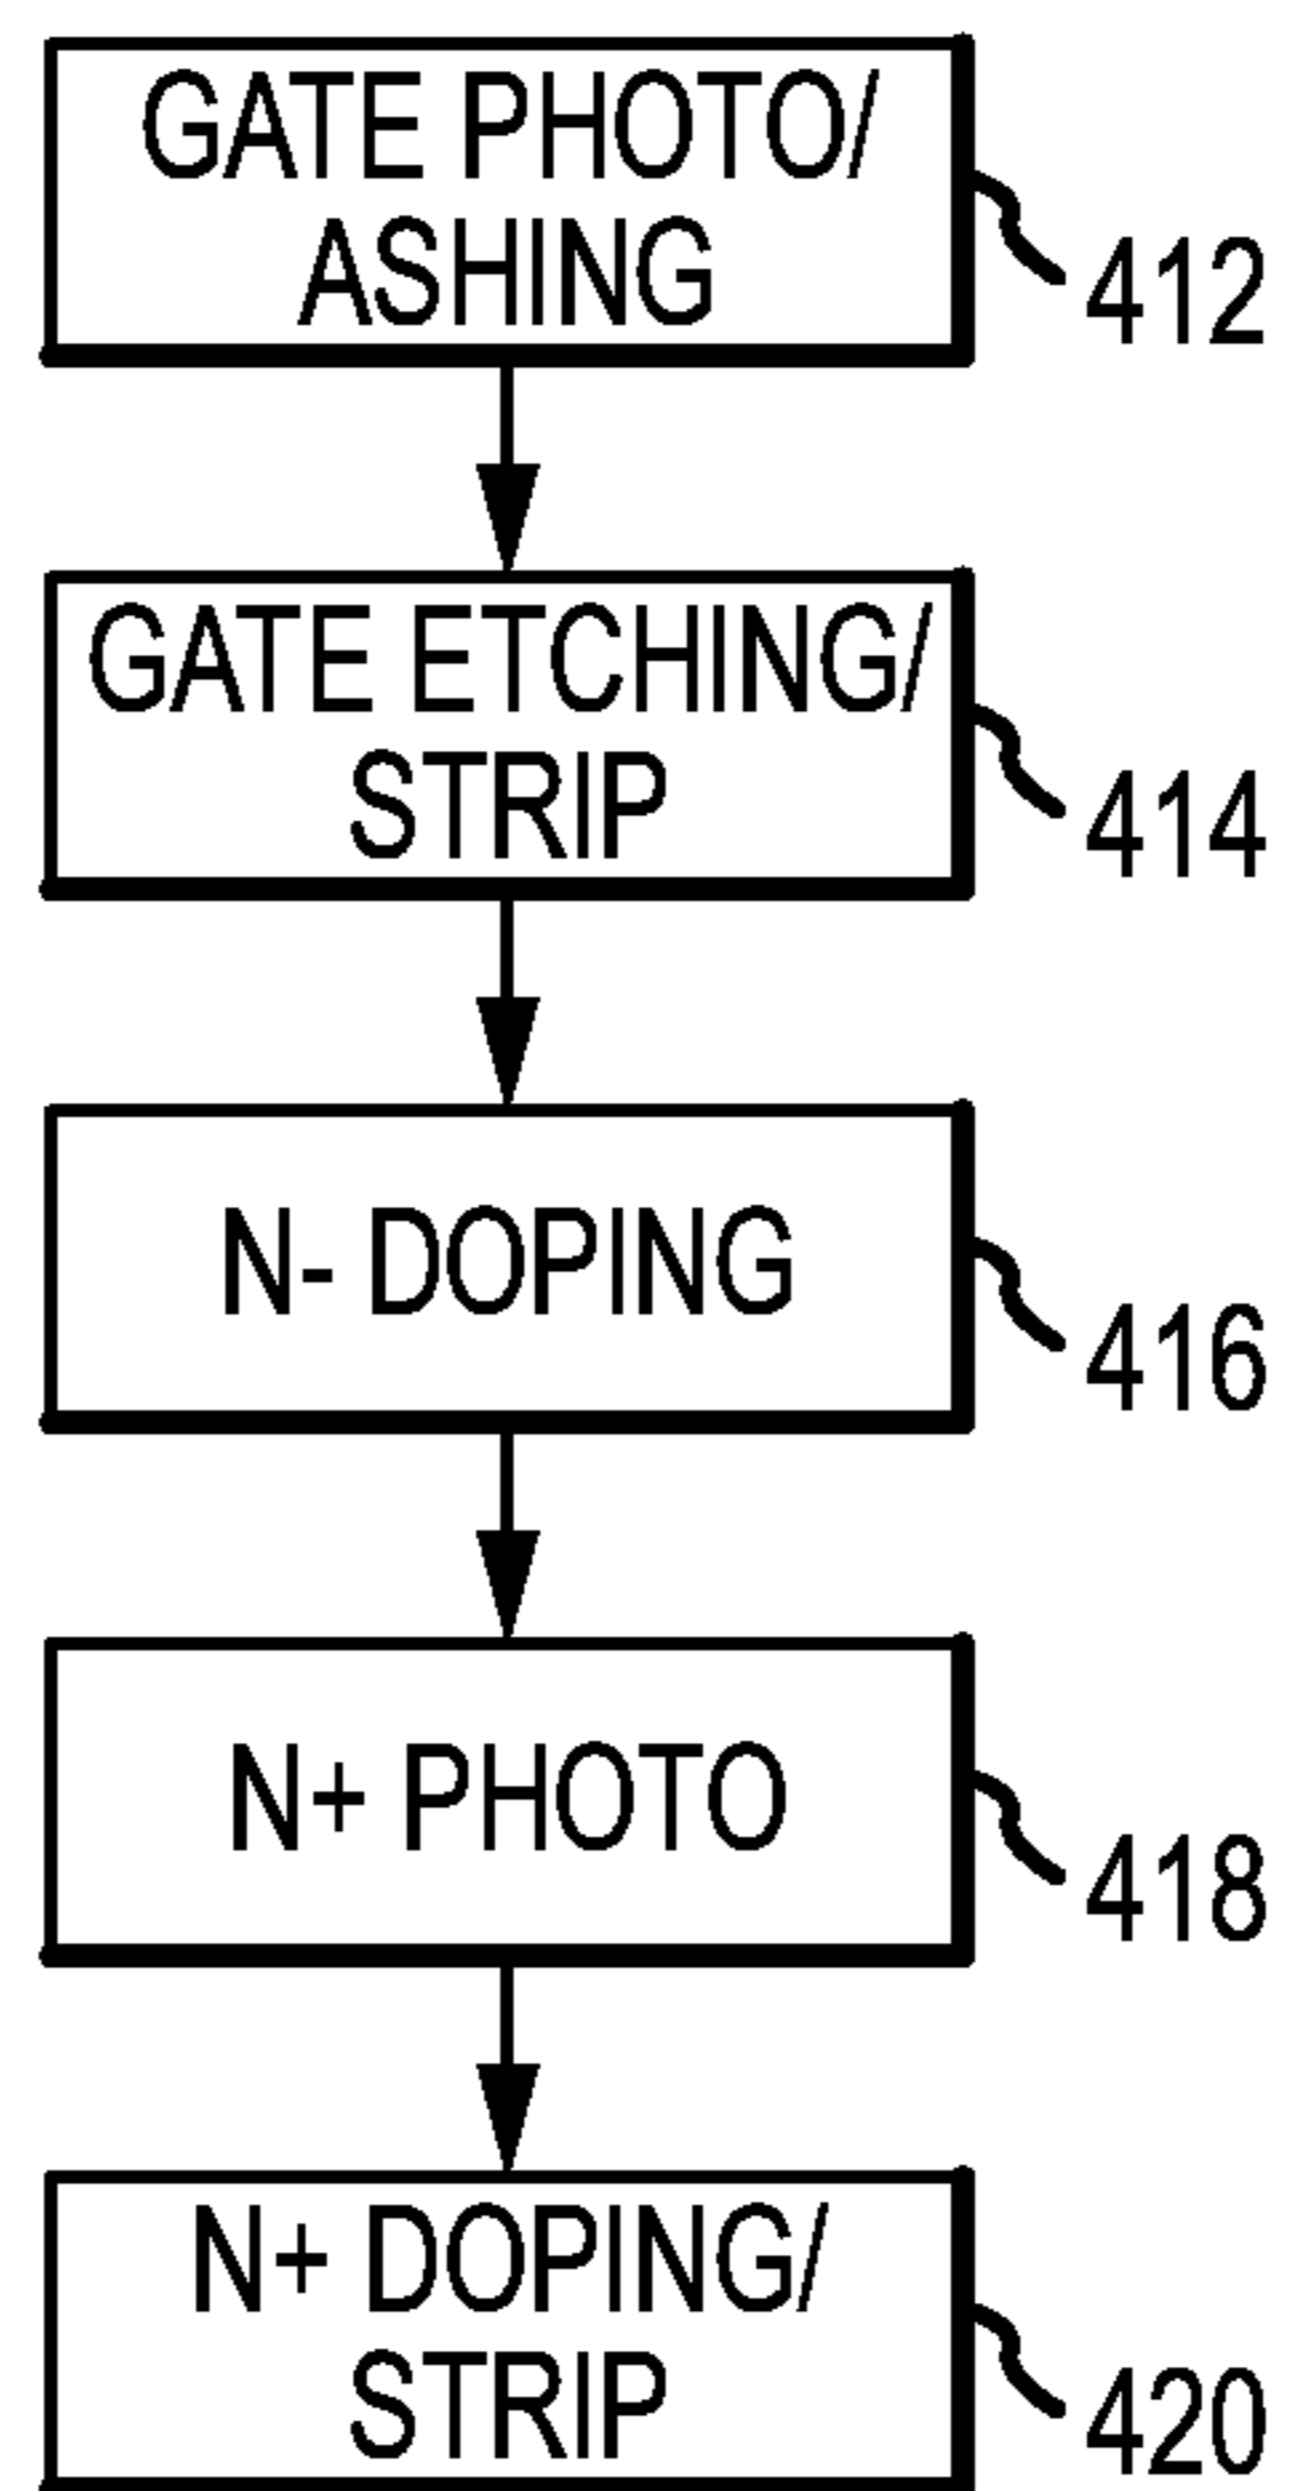 GATE PHOTO/
ASHING
412
GATE ETCHING/
STRIP
414
N- DOPING
416
N+ PHOTO
418
N+ DOPING/
STRIP
420